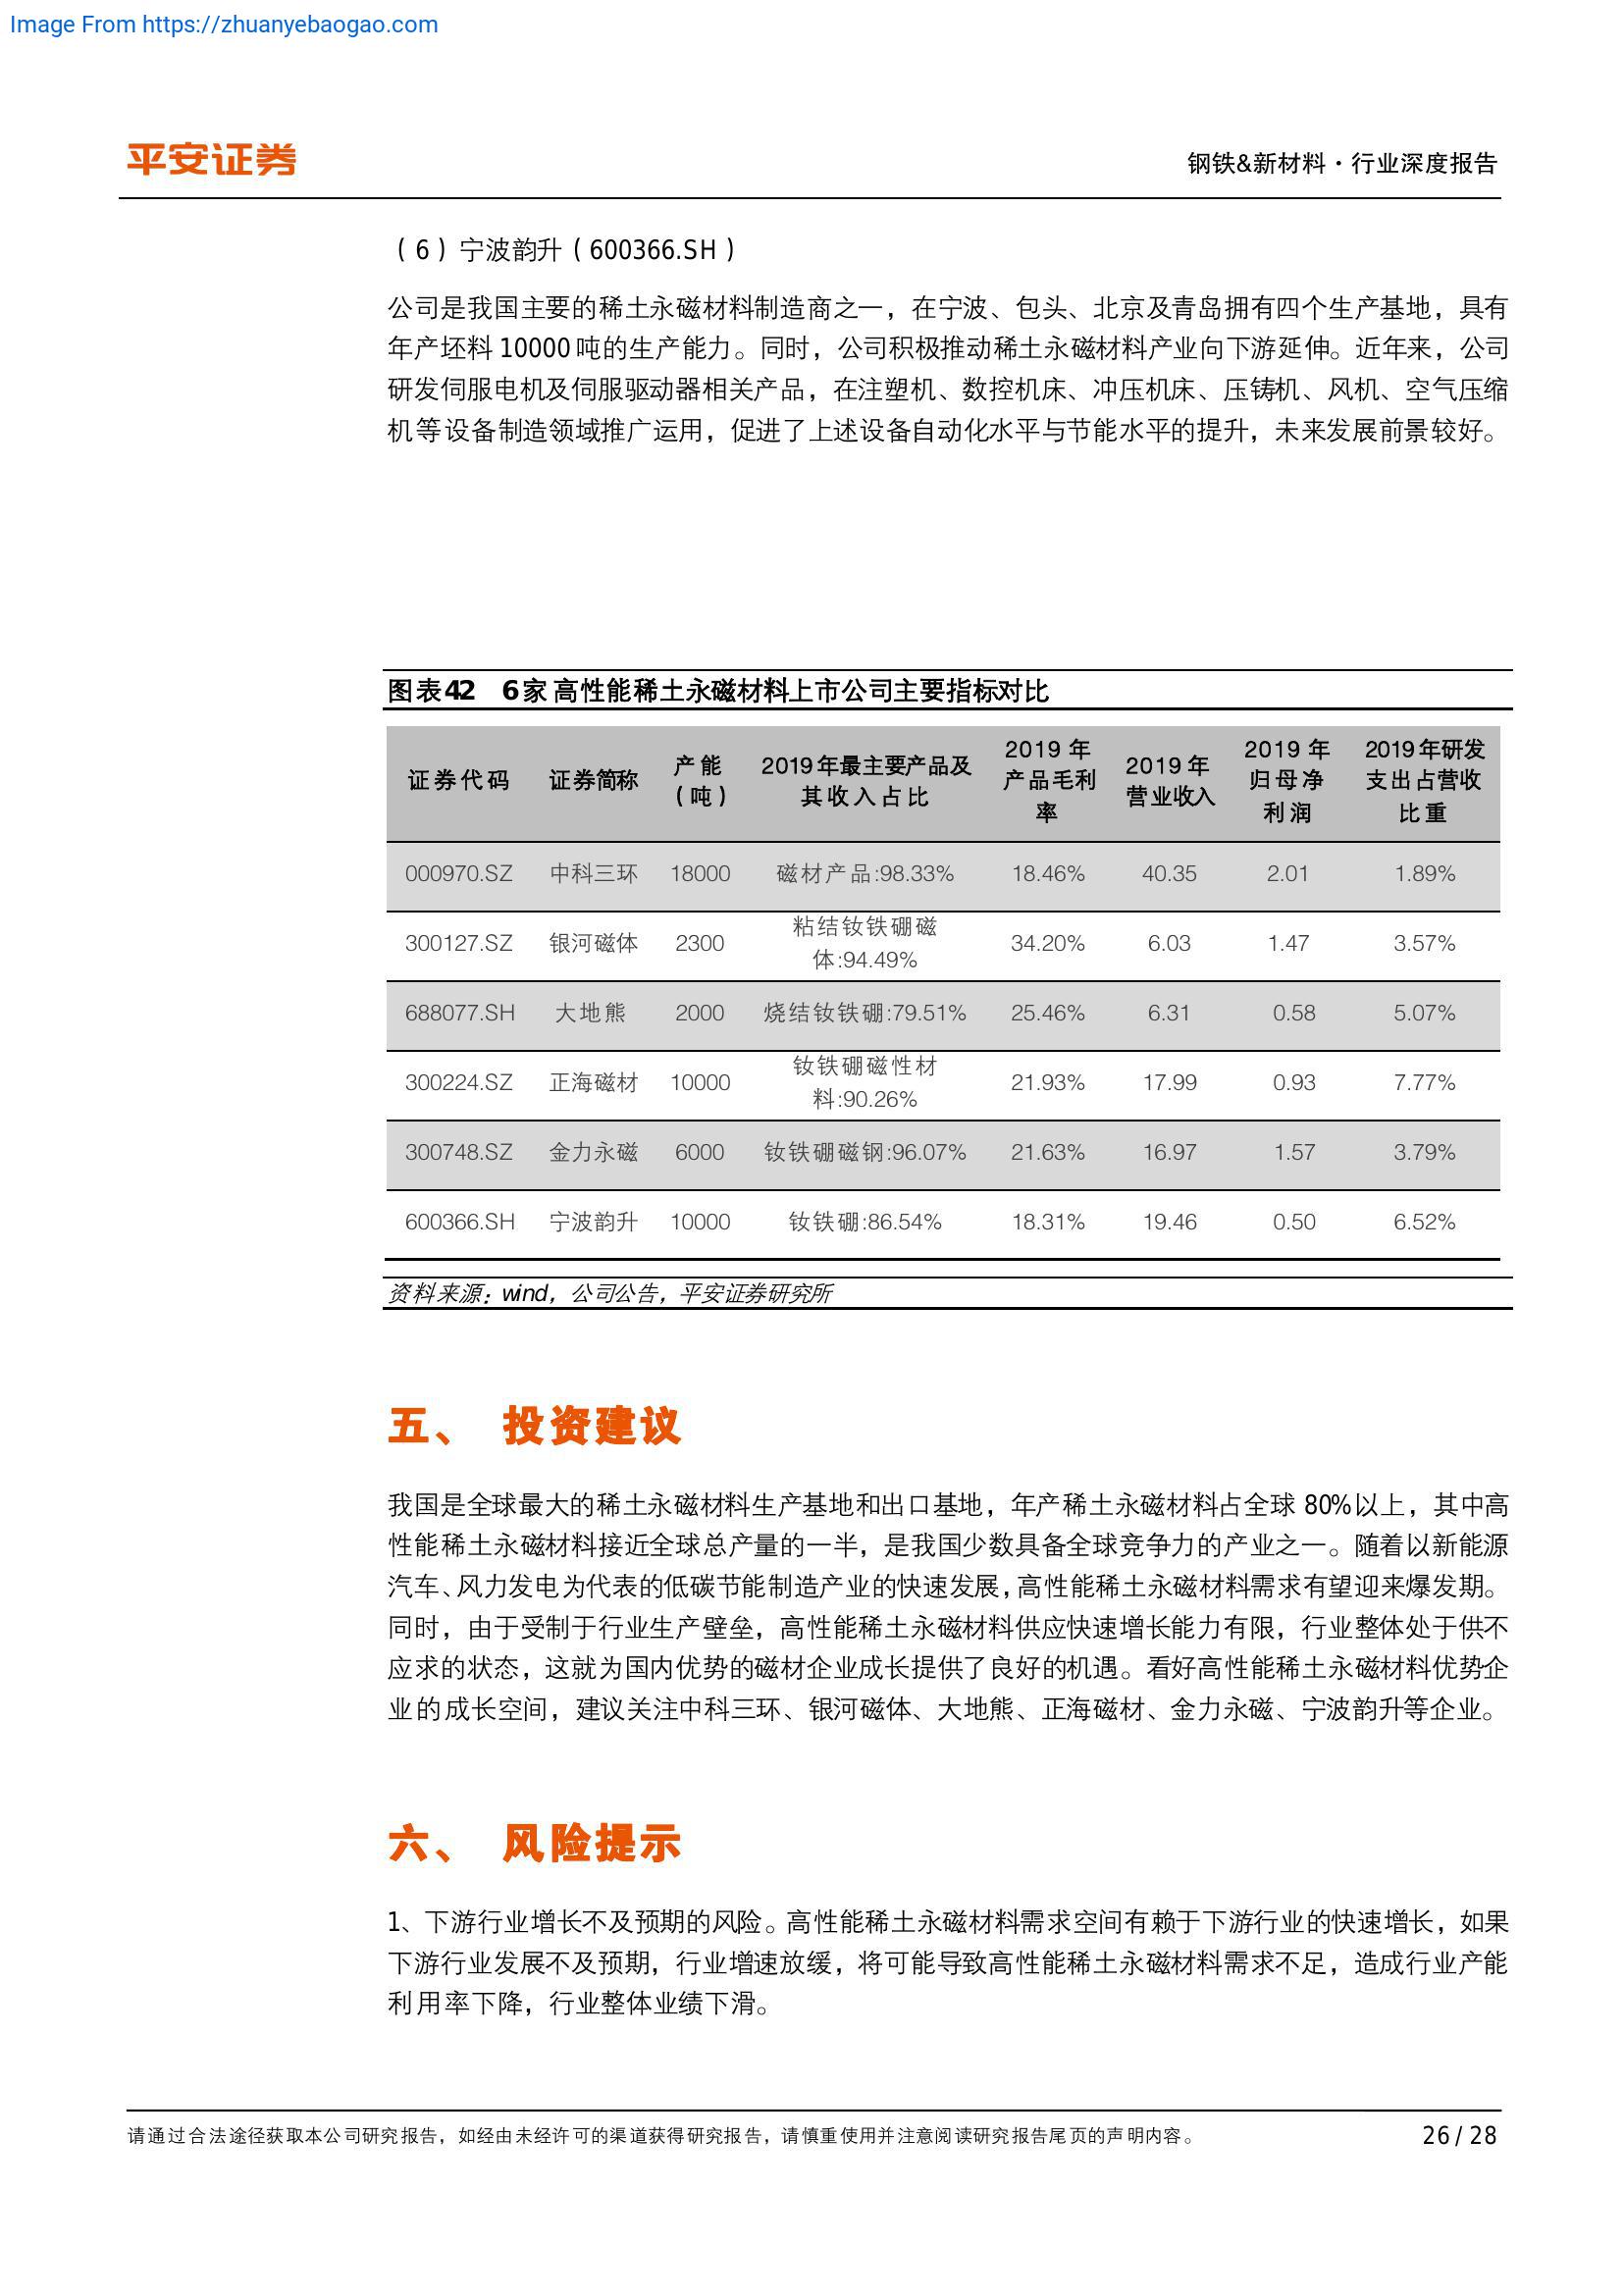 Image From https://zhuanyebaogao.com
平安证券
钢铁&新材料·行业深度报告
（6）宁波韵升（600366.SH）
公司是我国主要的稀土永磁材料制造商之一，在宁波、包头、北京及青岛拥有四个生产基地，具有
年产坯料 10000 吨的生产能力。同时，公司积极推动稀土永磁材料产业向下游延伸。近年来，公司
研发伺服电机及伺服驱动器相关产品，在注塑机、数控机床、冲压机床、压铸机、风机、空气压缩
机等设备制造领域推广运用，促进了上述设备自动化水平与节能水平的提升，未来发展前景较好。
图表42 6家高性能稀土永磁材料上市公司主要指标对比
证券代码 证券简称 产能（吨） 2019年最主要产品及其收入占比 2019年产品毛利率 2019年营业收入 2019年归母净利润 2019年研发支出占营收比重
000970.SZ 中科三环 18000 磁材产品:98.33% 18.46% 40.35 2.01 1.89%
300127.SZ 银河磁体 2300 粘结钕铁硼磁体:94.49% 34.20% 6.03 1.47 3.57%
688077.SH 大地熊 2000 烧结钕铁硼:79.51% 25.46% 6.31 0.58 5.07%
300224.SZ 正海磁材 10000 钕铁硼磁性材料:90.26% 21.93% 17.99 0.93 7.77%
300748.SZ 金力永磁 6000 钕铁硼磁钢:96.07% 21.63% 16.97 1.57 3.79%
600366.SH 宁波韵升 10000 钕铁硼:86.54% 18.31% 19.46 0.50 6.52%
资料来源：wind，公司公告，平安证券研究所
五、 投资建议
我国是全球最大的稀土永磁材料生产基地和出口基地，年产稀土永磁材料占全球 80%以上，其中高
性能稀土永磁材料接近全球总产量的一半，是我国少数具备全球竞争力的产业之一。随着以新能源
汽车、风力发电为代表的低碳节能制造产业的快速发展，高性能稀土永磁材料需求有望迎来爆发期。
同时，由于受制于行业生产壁垒，高性能稀土永磁材料供应快速增长能力有限，行业整体处于供不
应求的状态，这就为国内优势的磁材企业成长提供了良好的机遇。看好高性能稀土永磁材料优势企
业的成长空间，建议关注中科三环、银河磁体、大地熊、正海磁材、金力永磁、宁波韵升等企业。
六、 风险提示
1、下游行业增长不及预期的风险。高性能稀土永磁材料需求空间有赖于下游行业的快速增长，如果
下游行业发展不及预期，行业增速放缓，将可能导致高性能稀土永磁材料需求不足，造成行业产能
利用率下降，行业整体业绩下滑。
请通过合法途径获取本公司研究报告，如经由未经许可的渠道获得研究报告，请慎重使用并注意阅读研究报告尾页的声明内容。
26 / 28